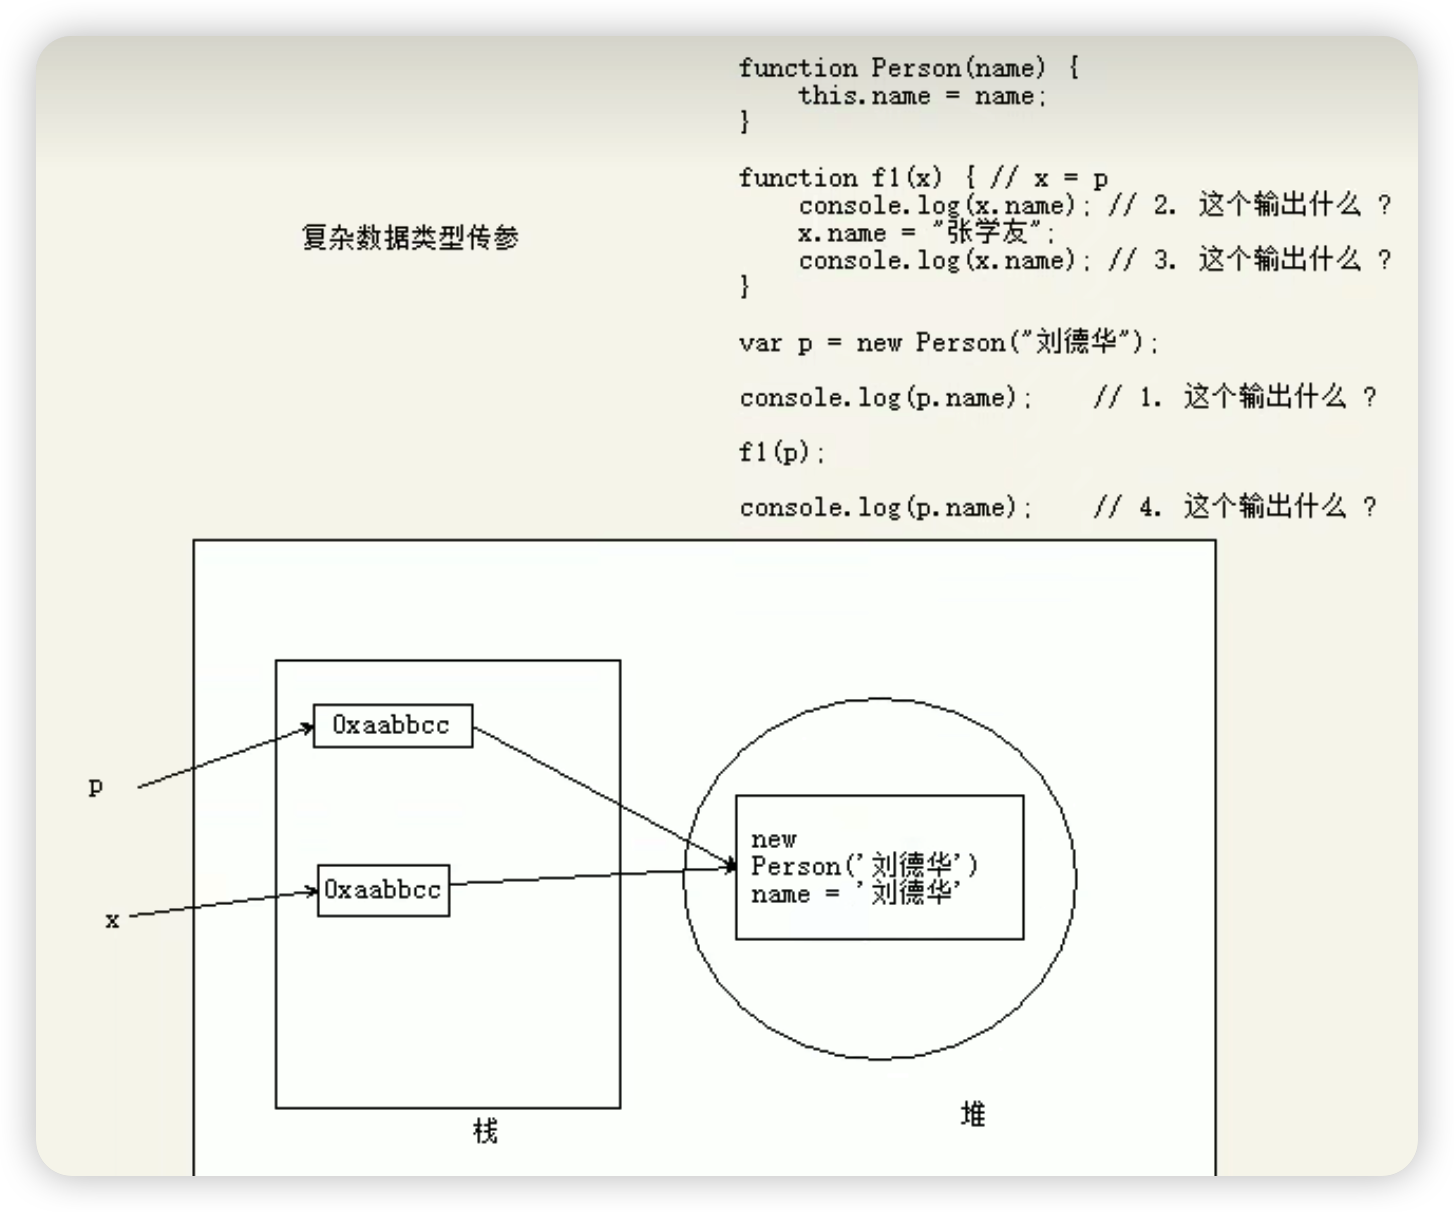 function Person(name) {
this.name = name;
}
function f1(x) { // x = p
console.log(x.name); // 2. 这个输出什么 ?
x.name = "张学友";
console.log(x.name); // 3. 这个输出什么 ?
}
复杂数据类型传参
var p = new Person("刘德华");
console.log(p.name); // 1. 这个输出什么 ?
f1(p);
console.log(p.name); // 4. 这个输出什么 ?
0xaabbcc
p
new
Person('刘德华')
name = '刘德华'
0xaabbcc
x
栈
堆